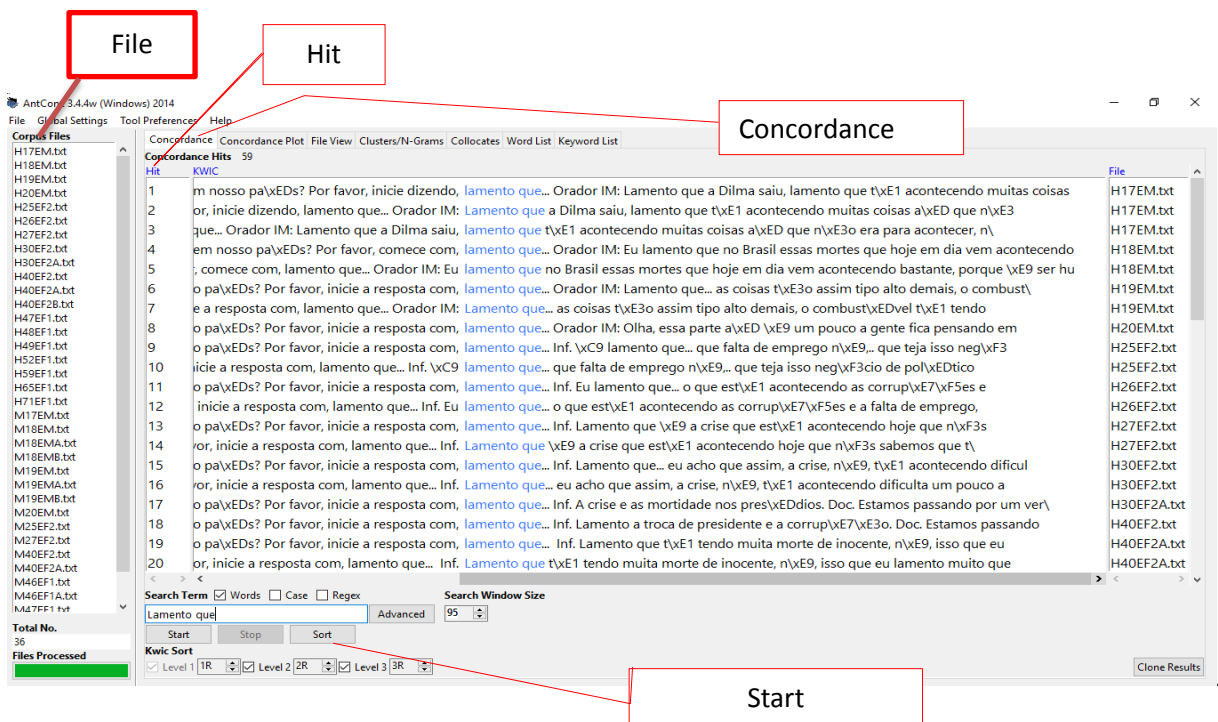 File
Hit
Concordance
AntConc 3.4.4w (Windows) 2014
File Global Settings Tool Preferences Help
Corpus Files
H17EM.txt
H18EM.txt
H19EM.txt
H20EM.txt
H25EF2.txt
H26EF2.txt
H27EF2.txt
H30EF2.txt
H30EF2A.txt
H40EF2.txt
H40EF2A.txt
H40EF2B.txt
H47EF1.txt
H48EF1.txt
H49EF1.txt
H52EF1.txt
H59EF1.txt
H65EF1.txt
H71EF1.txt
M17EM.txt
M18EM.txt
M18EMA.txt
M18EMB.txt
M19EM.txt
M19EMA.txt
M19EMB.txt
M20EM.txt
M25EF2.txt
M27EF2.txt
M40EF2.txt
M40EF2A.txt
M46EF1.txt
M46EF1A.txt
M47EF1.txt
Total No.
36
Files Processed
Concordance Concordance Plot File View Clusters/N-Grams Collocates Word List Keyword List
Concordance Hits 59
Hit KWIC File
1 m nosso pa\xEDs? Por favor, inicie dizendo, lamento que... Orador IM: Lamento que a Dilma saiu, lamento que t\xE1 acontecendo muitas coisas H17EM.txt
2 or, inicie dizendo, lamento que... Orador IM: Lamento que a Dilma saiu, lamento que t\xE1 acontecendo muitas coisas a\xED que n\xE3 H17EM.txt
3 que... Orador IM: Lamento que a Dilma saiu, lamento que t\xE1 acontecendo muitas coisas a\xED que n\xE3o era para acontecer, n\ H17EM.txt
4 em nosso pa\xEDs? Por favor, comece com, lamento que... Orador IM: Eu lamento que no Brasil essas mortes que hoje em dia vem acontecendo H18EM.txt
5 , comece com, lamento que... Orador IM: Eu lamento que no Brasil essas mortes que hoje em dia vem acontecendo bastante, porque \xE9 ser hu H18EM.txt
6 o pa\xEDs? Por favor, inicie a resposta com, lamento que... Orador IM: Lamento que... as coisas t\xE3o assim tipo alto demais, o combust\ H19EM.txt
7 e a resposta com, lamento que... Orador IM: Lamento que... as coisas t\xE3o assim tipo alto demais, o combust\xEDvel t\xE1 tendo H19EM.txt
8 o pa\xEDs? Por favor, inicie a resposta com, lamento que... Orador IM: Olha, essa parte a\xED \xE9 um pouco a gente fica pensando em H20EM.txt
9 o pa\xEDs? Por favor, inicie a resposta com, lamento que... Inf. \xC9 lamento que... que falta de emprego n\xE9,.. que teja isso neg\xF3 H25EF2.txt
10 icie a resposta com, lamento que... Inf. \xC9 lamento que... que falta de emprego n\xE9,.. que teja isso neg\xF3cio de pol\xEDtico H25EF2.txt
11 o pa\xEDs? Por favor, inicie a resposta com, lamento que... Inf. Eu lamento que... o que est\xE1 acontecendo as corrup\xE7\xF5es e H26EF2.txt
12 inicie a resposta com, lamento que... Inf. Eu lamento que... o que est\xE1 acontecendo as corrup\xE7\xF5es e a falta de emprego, H26EF2.txt
13 o pa\xEDs? Por favor, inicie a resposta com, lamento que... Inf. Lamento que \xE9 a crise que est\xE1 acontecendo hoje que n\xF3s H27EF2.txt
14 vor, inicie a resposta com, lamento que... Inf. Lamento que \xE9 a crise que est\xE1 acontecendo hoje que n\xF3s sabemos que t\ H27EF2.txt
15 o pa\xEDs? Por favor, inicie a resposta com, lamento que... Inf. Lamento que... eu acho que assim, a crise, n\xE9, t\xE1 acontecendo dificul H30EF2.txt
16 vor, inicie a resposta com, lamento que... Inf. Lamento que... eu acho que assim, a crise, n\xE9, t\xE1 acontecendo dificulta um pouco a H30EF2.txt
17 o pa\xEDs? Por favor, inicie a resposta com, lamento que... Inf. A crise e as mortidade nos pres\xEDdios. Doc. Estamos passando por um ver\ H30EF2A.txt
18 o pa\xEDs? Por favor, inicie a resposta com, lamento que... Inf. Lamento a troca de presidente e a corrup\xE7\xE3o. Doc. Estamos passando H40EF2.txt
19 o pa\xEDs? Por favor, inicie a resposta com, lamento que... Inf. Lamento que t\xE1 tendo muita morte de inocente, n\xE9, isso que eu H40EF2A.txt
20 or, inicie a resposta com, lamento que... Inf. Lamento que t\xE1 tendo muita morte de inocente, n\xE9, isso que eu lamento muito que H40EF2A.txt
Search Term Words Case Regex Search Window Size
Lamento que Advanced 95
Start Stop Sort
Kwic Sort
Level 1 1R Level 2 2R Level 3 3R Clone Results
Start